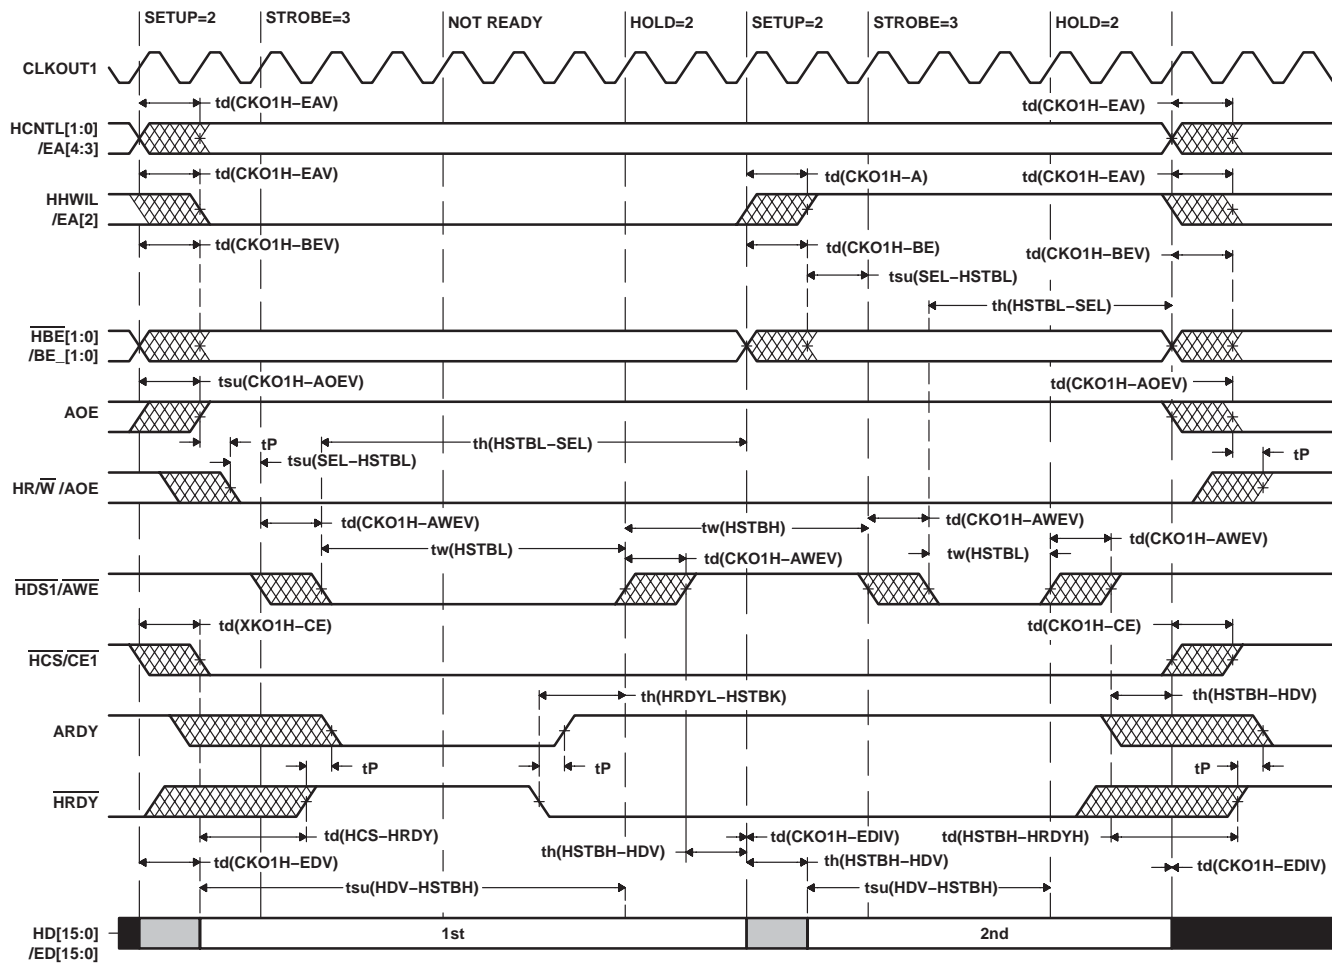 SETUP=2 STROBE=3 NOT READY HOLD=2 SETUP=2 STROBE=3 HOLD=2
CLKOUT1
td(CKO1H–EAV) td(CKO1H–EAV)
HCNTL[1:0]
/EA[4:3]
td(CKO1H–EAV) td(CKO1H–A) td(CKO1H–EAV)
HHWIL
/EA[2]
td(CKO1H–BEV) td(CKO1H–BE) td(CKO1H–BEV)
tsu(SEL–HSTBL)
th(HSTBL–SEL)
HBE[1:0]
/BE_[1:0]
tsu(CKO1H–AOEV) td(CKO1H–AOEV)
AOE
tP th(HSTBL–SEL) tP
tsu(SEL–HSTBL)
HR/W /AOE
td(CKO1H–AWEV) tw(HSTBH) td(CKO1H–AWEV)
tw(HSTBL) td(CKO1H–AWEV) tw(HSTBL) td(CKO1H–AWEV)
HDS1/AWE
td(XKO1H–CE) td(CKO1H–CE)
HCS/CE1
th(HRDYL–HSTBK) th(HSTBH–HDV)
ARDY
tP tP tP
HRDY
td(HCS–HRDY) td(CKO1H–EDIV) td(HSTBH–HRDYH)
td(CKO1H–EDV) th(HSTBH–HDV) th(HSTBH–HDV) td(CKO1H–EDIV)
tsu(HDV–HSTBH) tsu(HDV–HSTBH)
HD[15:0]
/ED[15:0]
1st 2nd